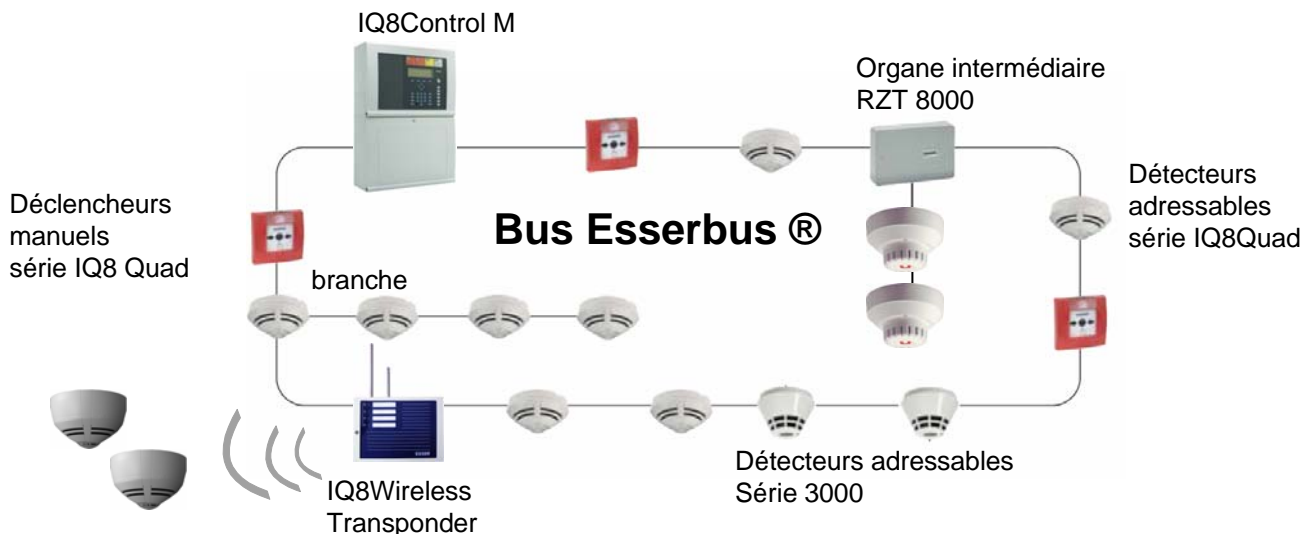 IQ8Control M
Organe intermédiaire
RZT 8000
Déclencheurs
manuels
série IQ8 Quad
Bus Esserbus ®
Détecteurs
adressables
série IQ8Quad
branche
Détecteurs adressables
Série 3000
IQ8Wireless
Transponder